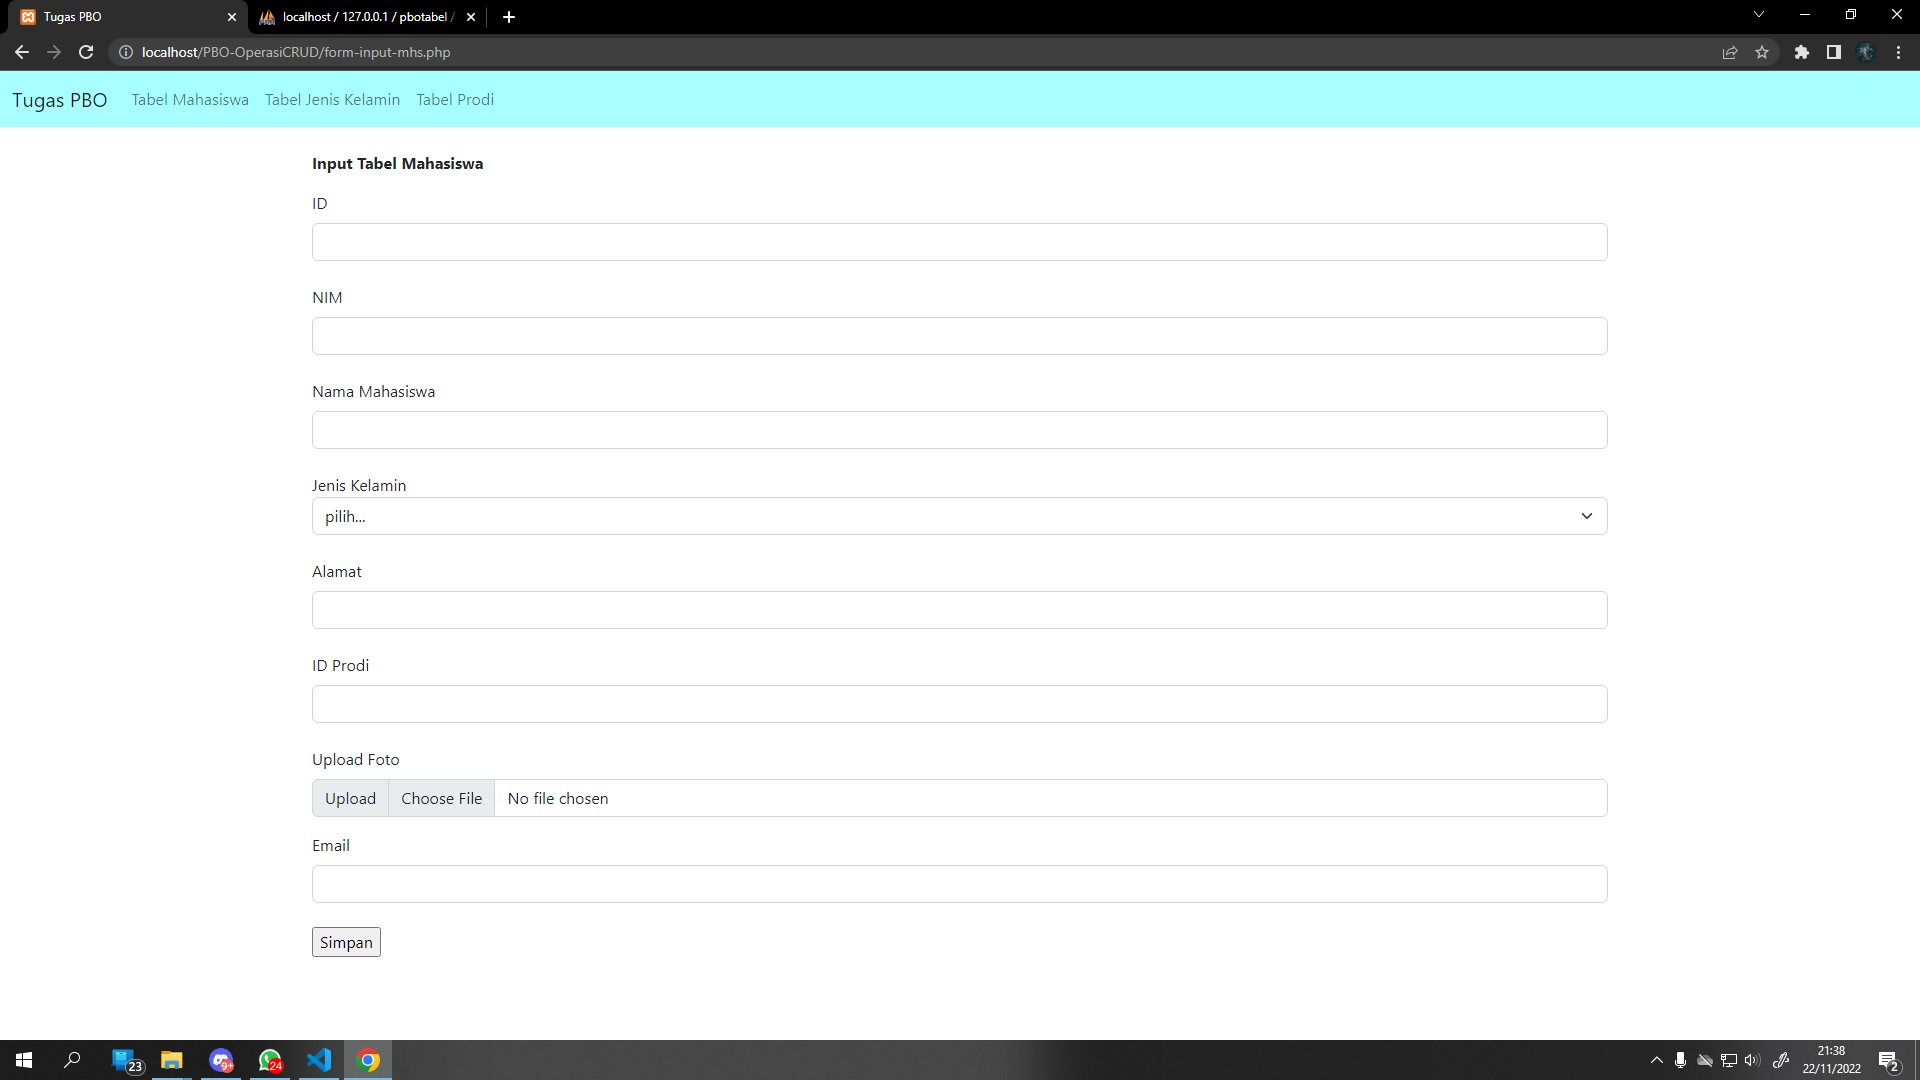 Tugas PBO
localhost / 127.0.0.1 / pbotabel /
localhost/PBO-OperasiCRUD/form-input-mhs.php
Tugas PBO Tabel Mahasiswa Tabel Jenis Kelamin Tabel Prodi
Input Tabel Mahasiswa
ID
NIM
Nama Mahasiswa
Jenis Kelamin
pilih...
Alamat
ID Prodi
Upload Foto
Upload Choose File No file chosen
Email
Simpan
23
9+
24
21:38
22/11/2022
2